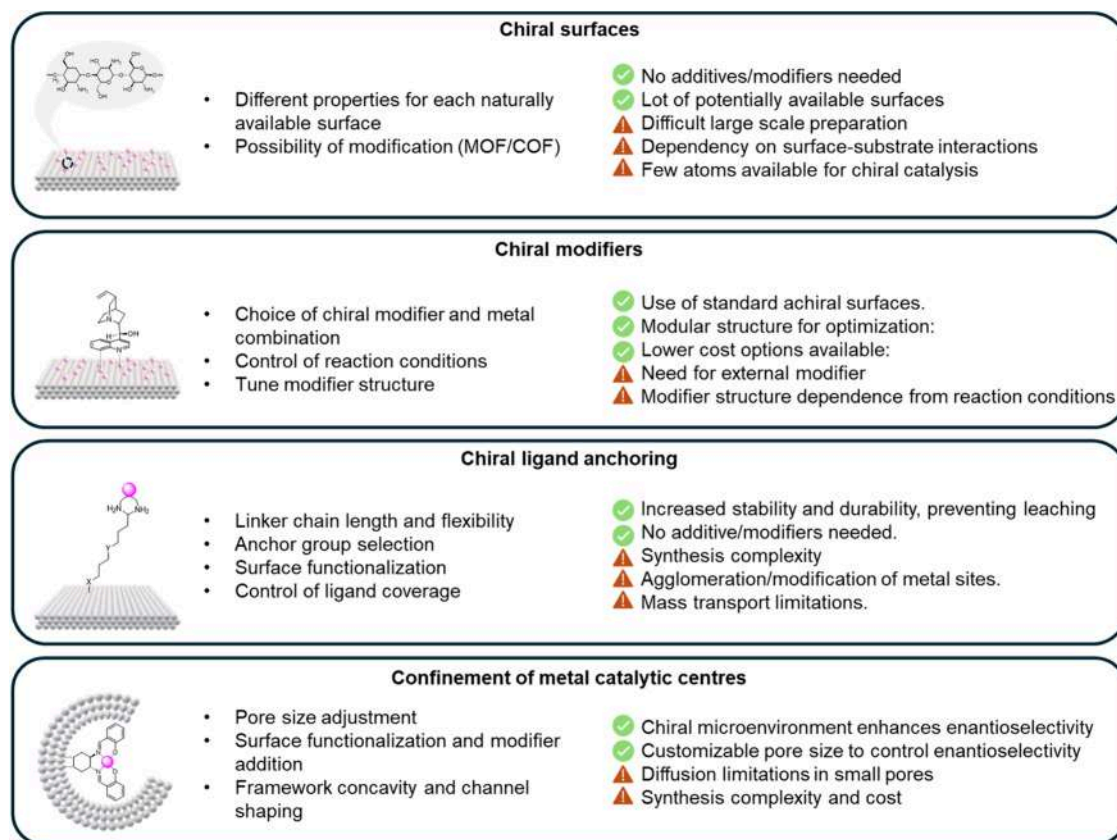 Chiral surfaces
• Different properties for each naturally
available surface
• Possibility of modification (MOF/COF)
No additives/modifiers needed
Lot of potentially available surfaces
Difficult large scale preparation
Dependency on surface-substrate interactions
Few atoms available for chiral catalysis
Chiral modifiers
OH
H
N
• Choice of chiral modifier and metal
combination
• Control of reaction conditions
• Tune modifier structure
Use of standard achiral surfaces.
Modular structure for optimization:
Lower cost options available:
Need for external modifier
Modifier structure dependence from reaction conditions
Chiral ligand anchoring
H₂N NH₂
• Linker chain length and flexibility
• Anchor group selection
• Surface functionalization
• Control of ligand coverage
Increased stability and durability, preventing leaching
No additive/modifiers needed.
Synthesis complexity
Agglomeration/modification of metal sites.
Mass transport limitations.
Confinement of metal catalytic centres
• Pore size adjustment
• Surface functionalization and modifier
addition
• Framework concavity and channel
shaping
Chiral microenvironment enhances enantioselectivity
Customizable pore size to control enantioselectivity
Diffusion limitations in small pores
Synthesis complexity and cost